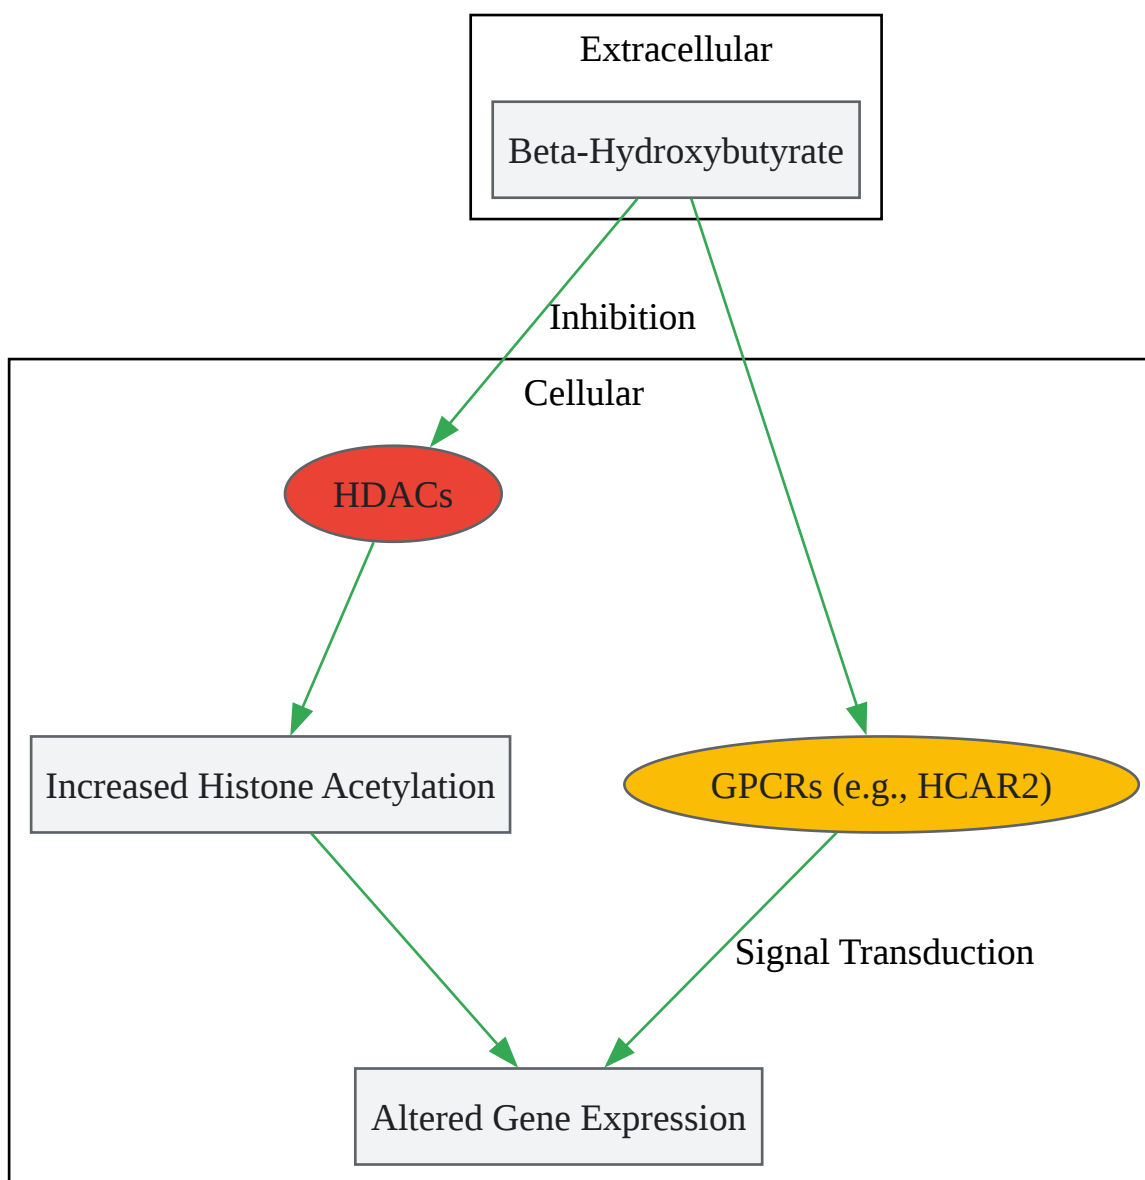 Extracellular
Beta-Hydroxybutyrate
Inhibition
Cellular
HDACs
Increased Histone Acetylation
GPCRs (e.g., HCAR2)
Signal Transduction
Altered Gene Expression